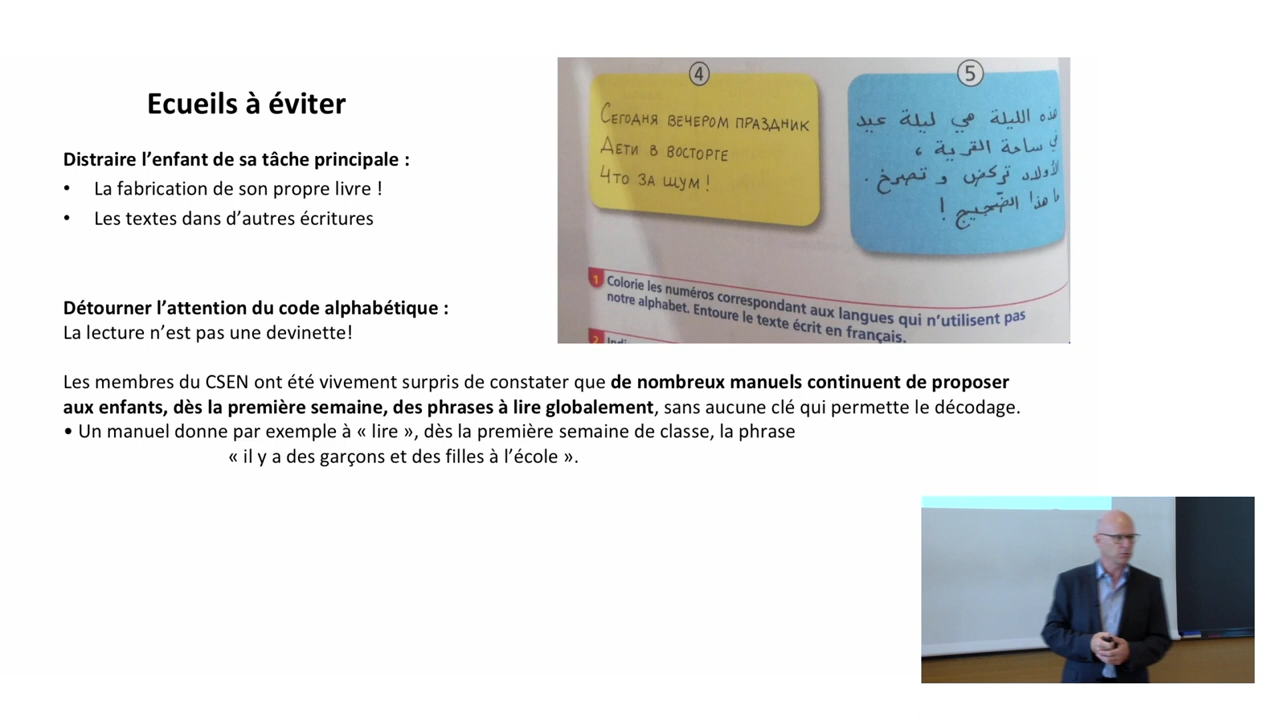 Ecueils à éviter
Distraire l’enfant de sa tâche principale :
• La fabrication de son propre livre !
• Les textes dans d’autres écritures
④
Сегодня вечером праздник
Дети в восторге
Что за шум !
⑤
هذه الليلة هي ليلة عيد
في ساحة القرية ،
الأولاد تركض و تصرخ .
ما هذا الضّجيج !
1 Colorie les numéros correspondant aux langues qui n’utilisent pas
notre alphabet. Entoure le texte écrit en français.
2
Détourner l’attention du code alphabétique :
La lecture n’est pas une devinette!
Les membres du CSEN ont été vivement surpris de constater que de nombreux manuels continuent de proposer
aux enfants, dès la première semaine, des phrases à lire globalement, sans aucune clé qui permette le décodage.
• Un manuel donne par exemple à « lire », dès la première semaine de classe, la phrase
« il y a des garçons et des filles à l’école ».